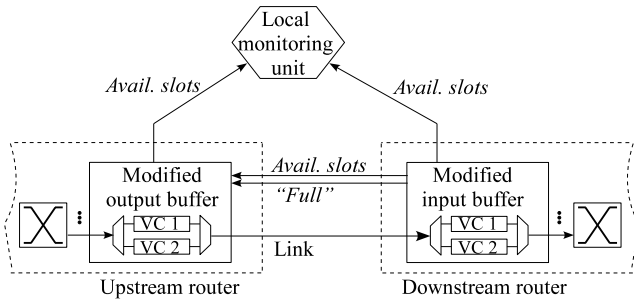 Local
monitoring
unit
Avail. slots
Avail. slots
Modified
output buffer
VC 1
VC 2
Avail. slots
“Full”
Link
Modified
input buffer
VC 1
VC 2
Upstream router
Downstream router